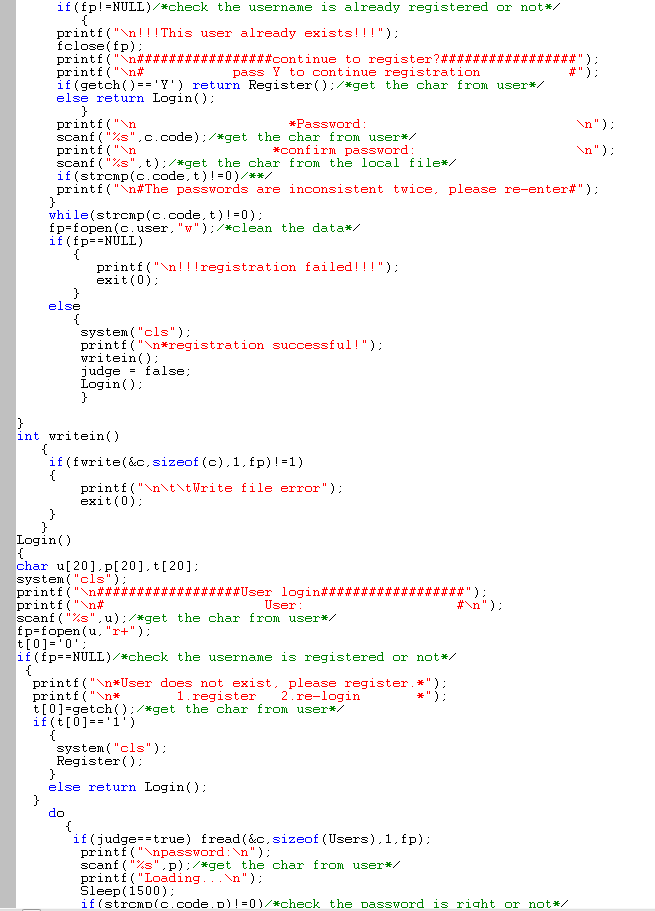 if(fp!=NULL)/*check the username is already registered or not*/
{
printf("\n!!!This user already exists!!!");
fclose(fp);
printf("\n#################continue to register?#################");
printf("\n#           pass Y to continue registration           #");
if(getch()=='Y') return Register();/*get the char from user*/
else return Login();
}
printf("\n                   *Password:                          \n");
scanf("%s",c.code);/*get the char from user*/
printf("\n                 *confirm password:                    \n");
scanf("%s",t);/*get the char from the local file*/
if(strcmp(c.code,t)!=0)/**/
printf("\n#The passwords are inconsistent twice, please re-enter#");
}
while(strcmp(c.code,t)!=0);
fp=fopen(c.user,"w");/*clean the data*/
if(fp==NULL)
{
printf("\n!!!registration failed!!!");
exit(0);
}
else
{
system("cls");
printf("\n*registration successful!");
writein();
judge = false;
Login();
}
}
int writein()
{
if(fwrite(&c,sizeof(c),1,fp)!=1)
{
printf("\n\t\tWrite file error");
exit(0);
}
}
Login()
{
char u[20],p[20],t[20];
system("cls");
printf("\n##################User login##################");
printf("\n#                    User:                   #\n");
scanf("%s",u);/*get the char from user*/
fp=fopen(u,"r+");
t[0]='0';
if(fp==NULL)/*check the username is registered or not*/
{
printf("\n*User does not exist, please register.*");
printf("\n*       1.register   2.re-login       *");
t[0]=getch();/*get the char from user*/
if(t[0]=='1')
{
system("cls");
Register();
}
else return Login();
}
do
{
if(judge==true) fread(&c,sizeof(Users),1,fp);
printf("\npassword:\n");
scanf("%s",p);/*get the char from user*/
printf("Loading...\n");
Sleep(1500);
if(strcmp(c.code,p)!=0)/*check the password is right or not*/